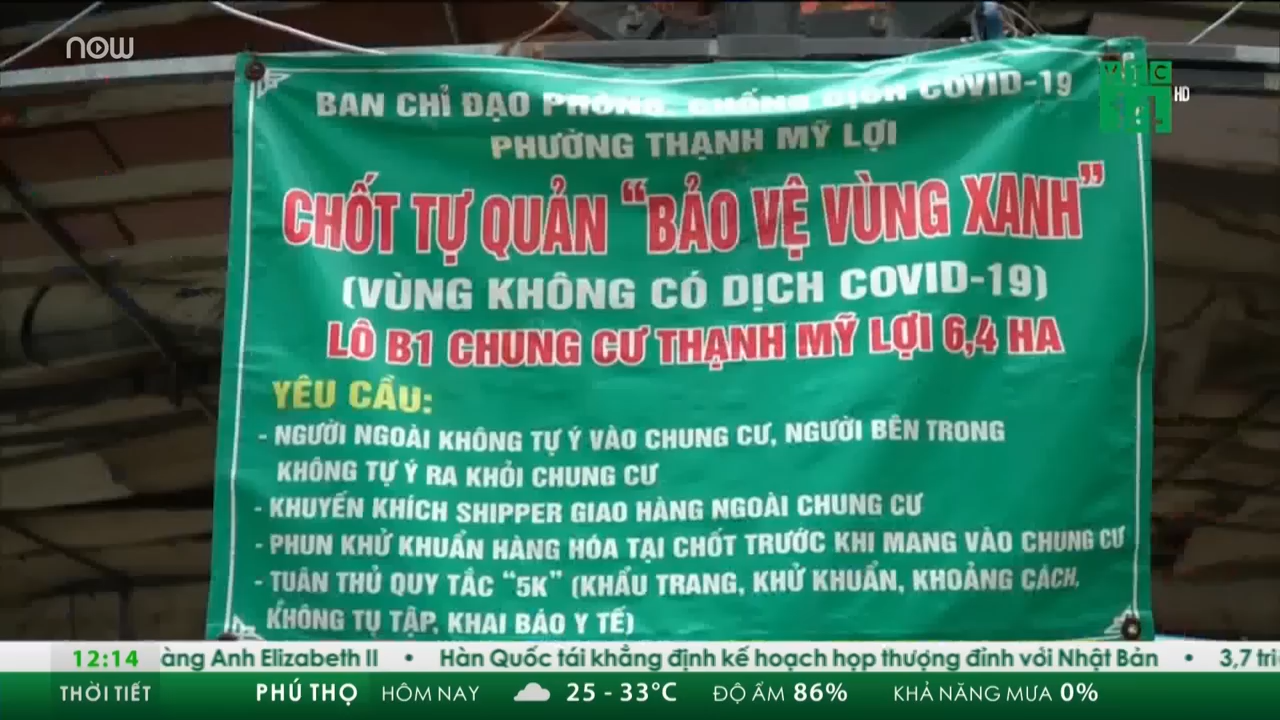 now
VTC
14
HD
BAN CHỈ ĐẠO PHÒNG, CHỐNG DỊCH COVID-19
PHƯỜNG THẠNH MỸ LỢI
CHỐT TỰ QUẢN "BẢO VỆ VÙNG XANH"
(VÙNG KHÔNG CÓ DỊCH COVID-19)
LÔ B1 CHUNG CƯ THẠNH MỸ LỢI 6,4 HA
YÊU CẦU:
- NGƯỜI NGOÀI KHÔNG TỰ Ý VÀO CHUNG CƯ, NGƯỜI BÊN TRONG
KHÔNG TỰ Ý RA KHỎI CHUNG CƯ
- KHUYẾN KHÍCH SHIPPER GIAO HÀNG NGOÀI CHUNG CƯ
- PHUN KHỬ KHUẨN HÀNG HÓA TẠI CHỐT TRƯỚC KHI MANG VÀO CHUNG CƯ
- TUÂN THỦ QUY TẮC "5K" (KHẨU TRANG, KHỬ KHUẨN, KHOẢNG CÁCH,
KHÔNG TỤ TẬP, KHAI BÁO Y TẾ)
12:14 àng Anh Elizabeth II • Hàn Quốc tái khẳng định kế hoạch họp thượng đỉnh với Nhật Bản • 3,7 tri
THỜI TIẾT PHÚ THỌ HÔM NAY 25 - 33°C ĐỘ ẨM 86% KHẢ NĂNG MƯA 0%